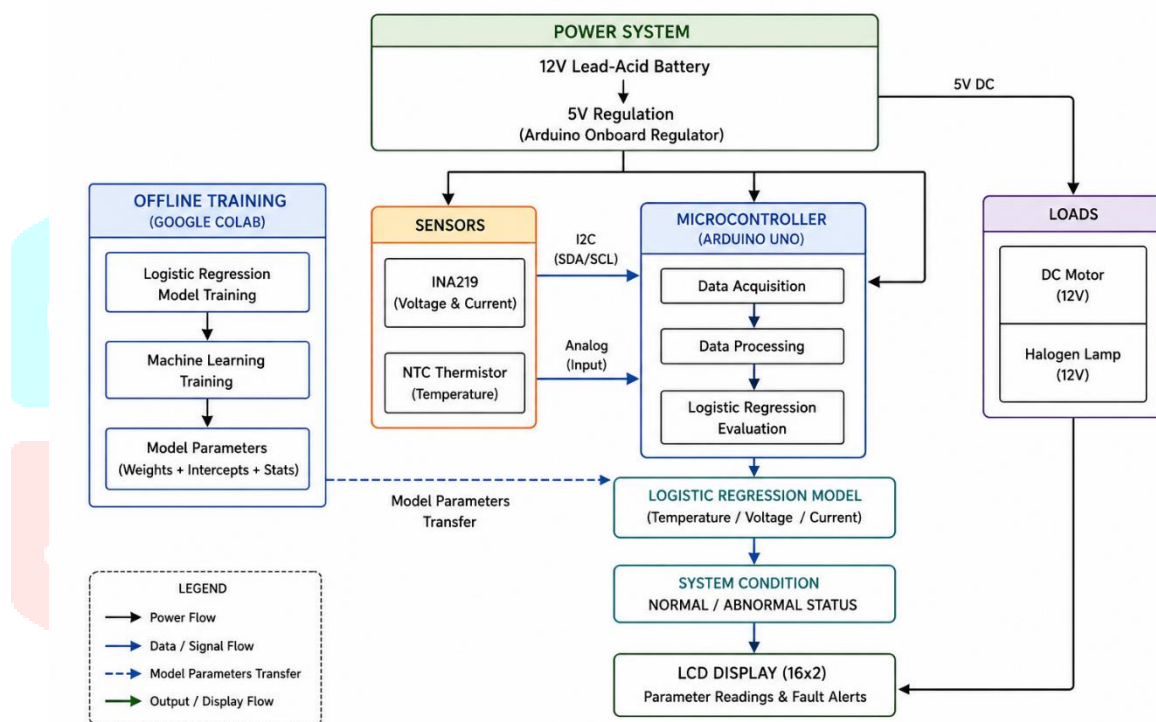 POWER SYSTEM
12V Lead-Acid Battery
5V Regulation
(Arduino Onboard Regulator)
5V DC
OFFLINE TRAINING
(GOOGLE COLAB)
Logistic Regression
Model Training
Machine Learning
Training
Model Parameters
(Weights + Intercepts + Stats)
SENSORS
INA219
(Voltage & Current)
NTC Thermistor
(Temperature)
I2C
(SDA/SCL)
Analog
(Input)
MICROCONTROLLER
(ARDUINO UNO)
Data Acquisition
Data Processing
Logistic Regression
Evaluation
LOADS
DC Motor
(12V)
Halogen Lamp
(12V)
Model Parameters
Transfer
LOGISTIC REGRESSION MODEL
(Temperature / Voltage / Current)
SYSTEM CONDITION
NORMAL / ABNORMAL STATUS
LCD DISPLAY (16x2)
Parameter Readings & Fault Alerts
LEGEND
Power Flow
Data / Signal Flow
Model Parameters Transfer
Output / Display Flow